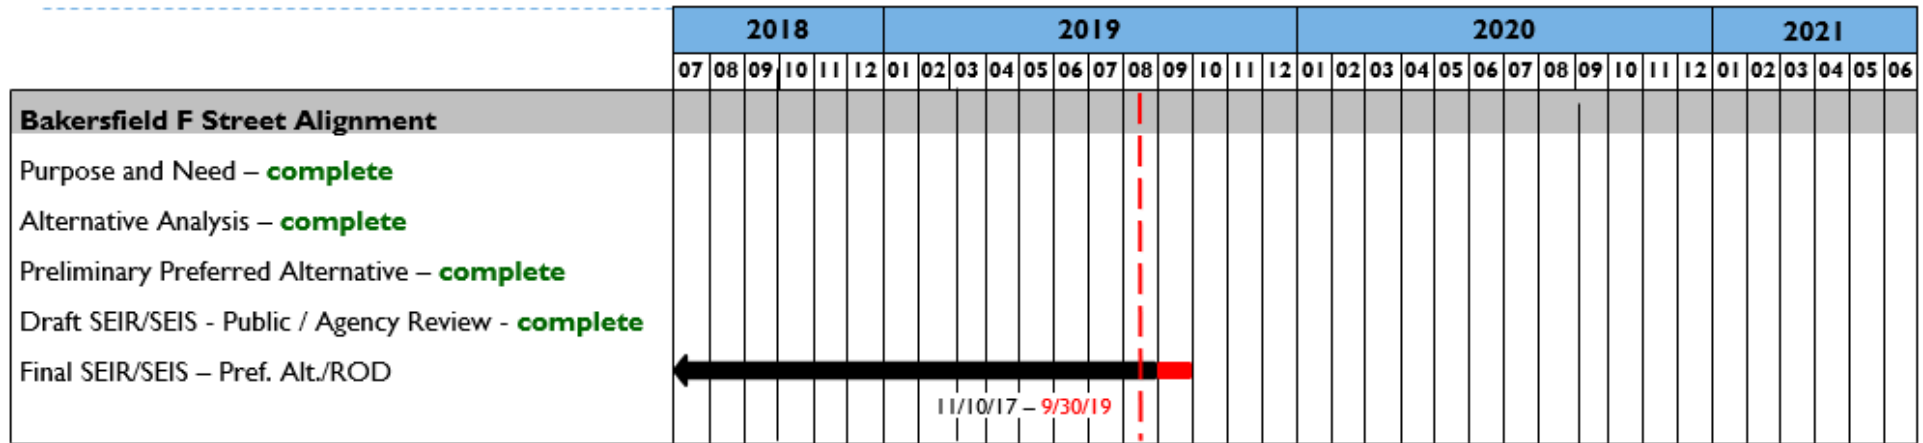 2018 2019 2020 2021
07 08 09 10 11 12 01 02 03 04 05 06 07 08 09 10 11 12 01 02 03 04 05 06 07 08 09 10 11 12 01 02 03 04 05 06
Bakersfield F Street Alignment
Purpose and Need – complete
Alternative Analysis – complete
Preliminary Preferred Alternative – complete
Draft SEIR/SEIS - Public / Agency Review - complete
Final SEIR/SEIS – Pref. Alt./ROD
11/10/17 – 9/30/19